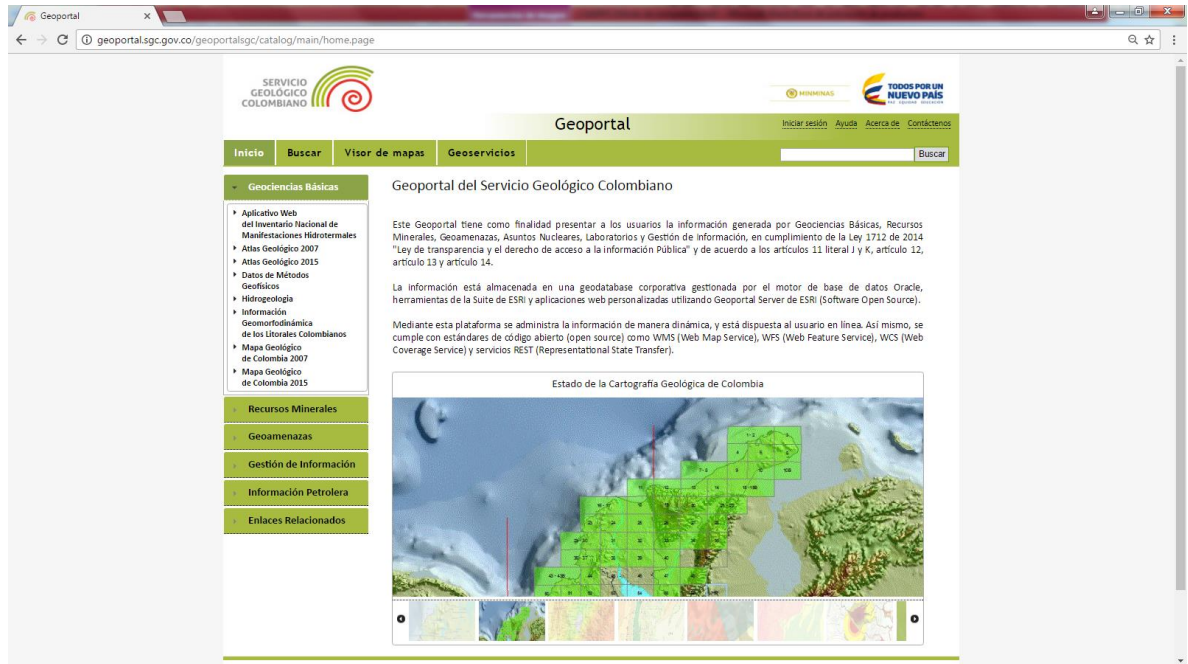 Geoportal
geoportal.sgc.gov.co/geoportalsgc/catalog/main/home.page
SERVICIO
GEOLÓGICO
COLOMBIANO
MINMINAS
TODOS POR UN
NUEVO PAÍS
PAZ EQUIDAD EDUCACIÓN
Geoportal
Iniciar sesión Ayuda Acerca de Contáctenos
Inicio Buscar Visor de mapas Geoservicios
Buscar
Geociencias Básicas
Aplicativo Web
del Inventario Nacional de
Manifestaciones Hidrotermales
Atlas Geológico 2007
Atlas Geológico 2015
Datos de Métodos
Geofísicos
Hidrogeologia
Información
Geomorfodinámica
de los Litorales Colombianos
Mapa Geológico
de Colombia 2007
Mapa Geológico
de Colombia 2015
Recursos Minerales
Geoamenazas
Gestión de Información
Información Petrolera
Enlaces Relacionados
Geoportal del Servicio Geológico Colombiano
Este Geoportal tiene como finalidad presentar a los usuarios la información generada por Geociencias Básicas, Recursos
Minerales, Geoamenazas, Asuntos Nucleares, Laboratorios y Gestión de Información, en cumplimiento de la Ley 1712 de 2014
"Ley de transparencia y el derecho de acceso a la información Pública" y de acuerdo a los artículos 11 literal J y K, artículo 12,
artículo 13 y artículo 14.
La información está almacenada en una geodatabase corporativa gestionada por el motor de base de datos Oracle,
herramientas de la Suite de ESRI y aplicaciones web personalizadas utilizando Geoportal Server de ESRI (Software Open Source).
Mediante esta plataforma se administra la información de manera dinámica, y está dispuesta al usuario en línea. Así mismo, se
cumple con estándares de código abierto (open source) como WMS (Web Map Service), WFS (Web Feature Service), WCS (Web
Coverage Service) y servicios REST (Representational State Transfer).
Estado de la Cartografía Geológica de Colombia